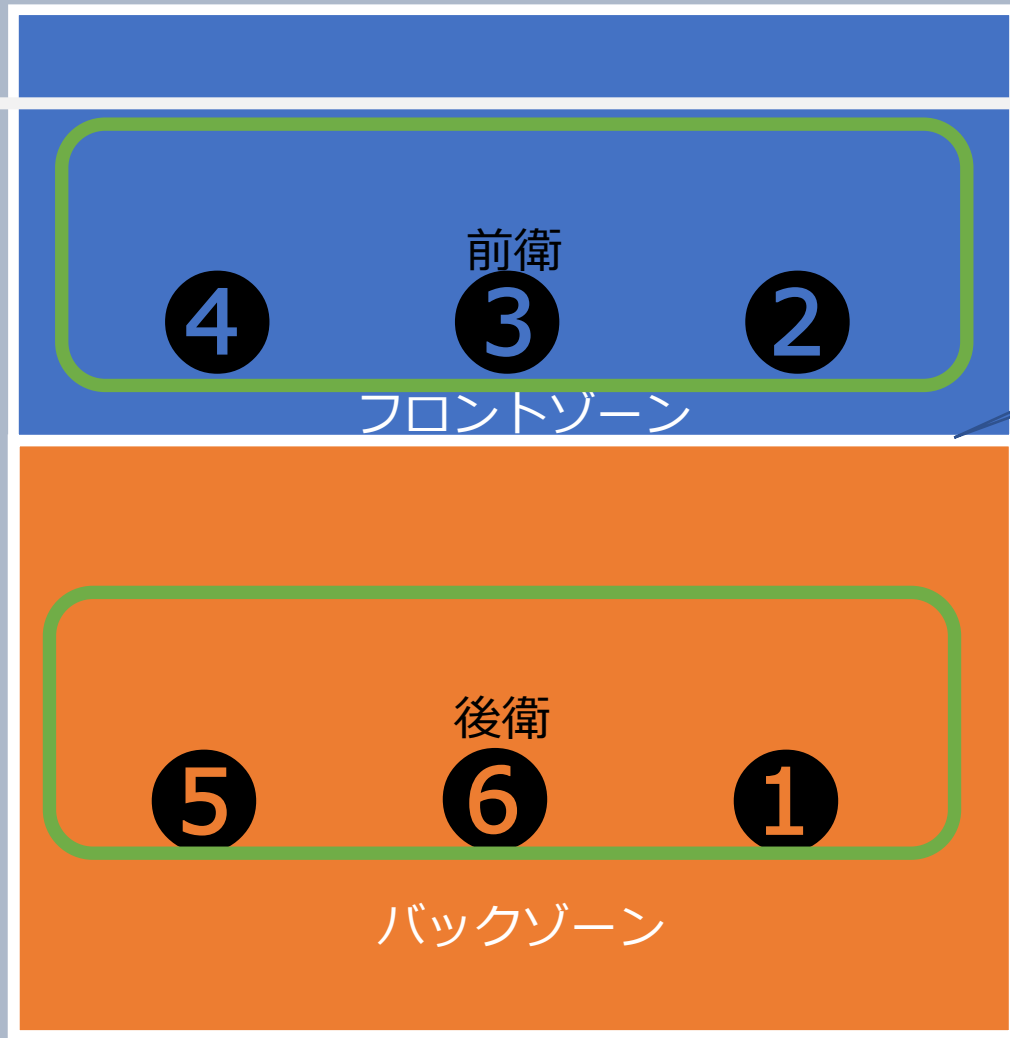 前衛
❹ ❸ ❷
フロントゾーン
後衛
❺ ❻ ❶
バックゾーン